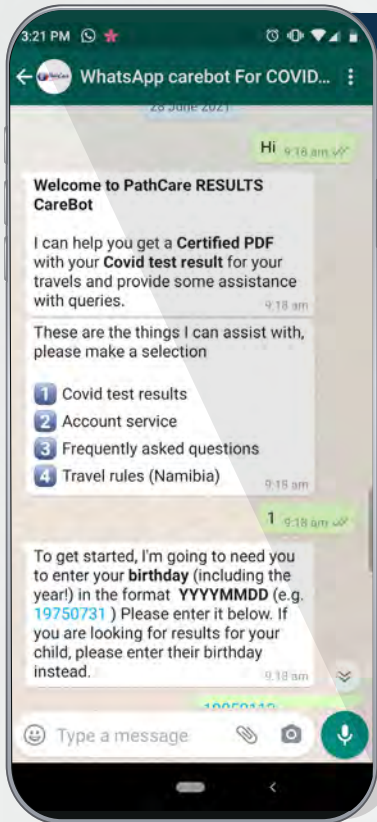 3:21 PM
WhatsApp carebot For COVID...
28 June 2021
Hi 9:18 am
Welcome to PathCare RESULTS
CareBot
I can help you get a Certified PDF
with your Covid test result for your
travels and provide some assistance
with queries.
9:18 am
These are the things I can assist with,
please make a selection
1 Covid test results
2 Account service
3 Frequently asked questions
4 Travel rules (Namibia)
9:18 am
1 9:18 am
To get started, I'm going to need you
to enter your birthday (including the
year!) in the format YYYYMMDD (e.g.
19750731 ) Please enter it below. If
you are looking for results for your
child, please enter their birthday
instead.
9:18 am
Type a message